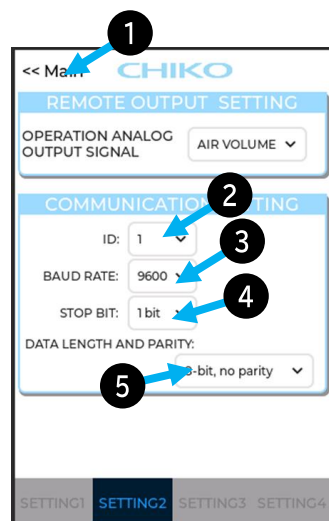 1
<< Main CHIKO
REMOTE OUTPUT SETTING
OPERATION ANALOG
OUTPUT SIGNAL
AIR VOLUME
COMMUNICATION SETTING
2
ID: 1
3
BAUD RATE: 9600
4
STOP BIT: 1 bit
DATA LENGTH AND PARITY:
5
8-bit, no parity
SETTING1 SETTING2 SETTING3 SETTING4